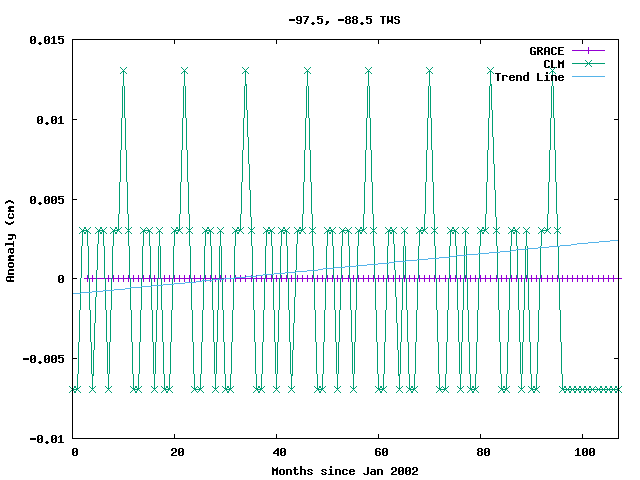 -97.5, -88.5 TWS
0.015
0.01
0.005
0
-0.005
-0.01
Anomaly (cm)
GRACE
CLM
Trend Line
0 20 40 60 80 100
Months since Jan 2002